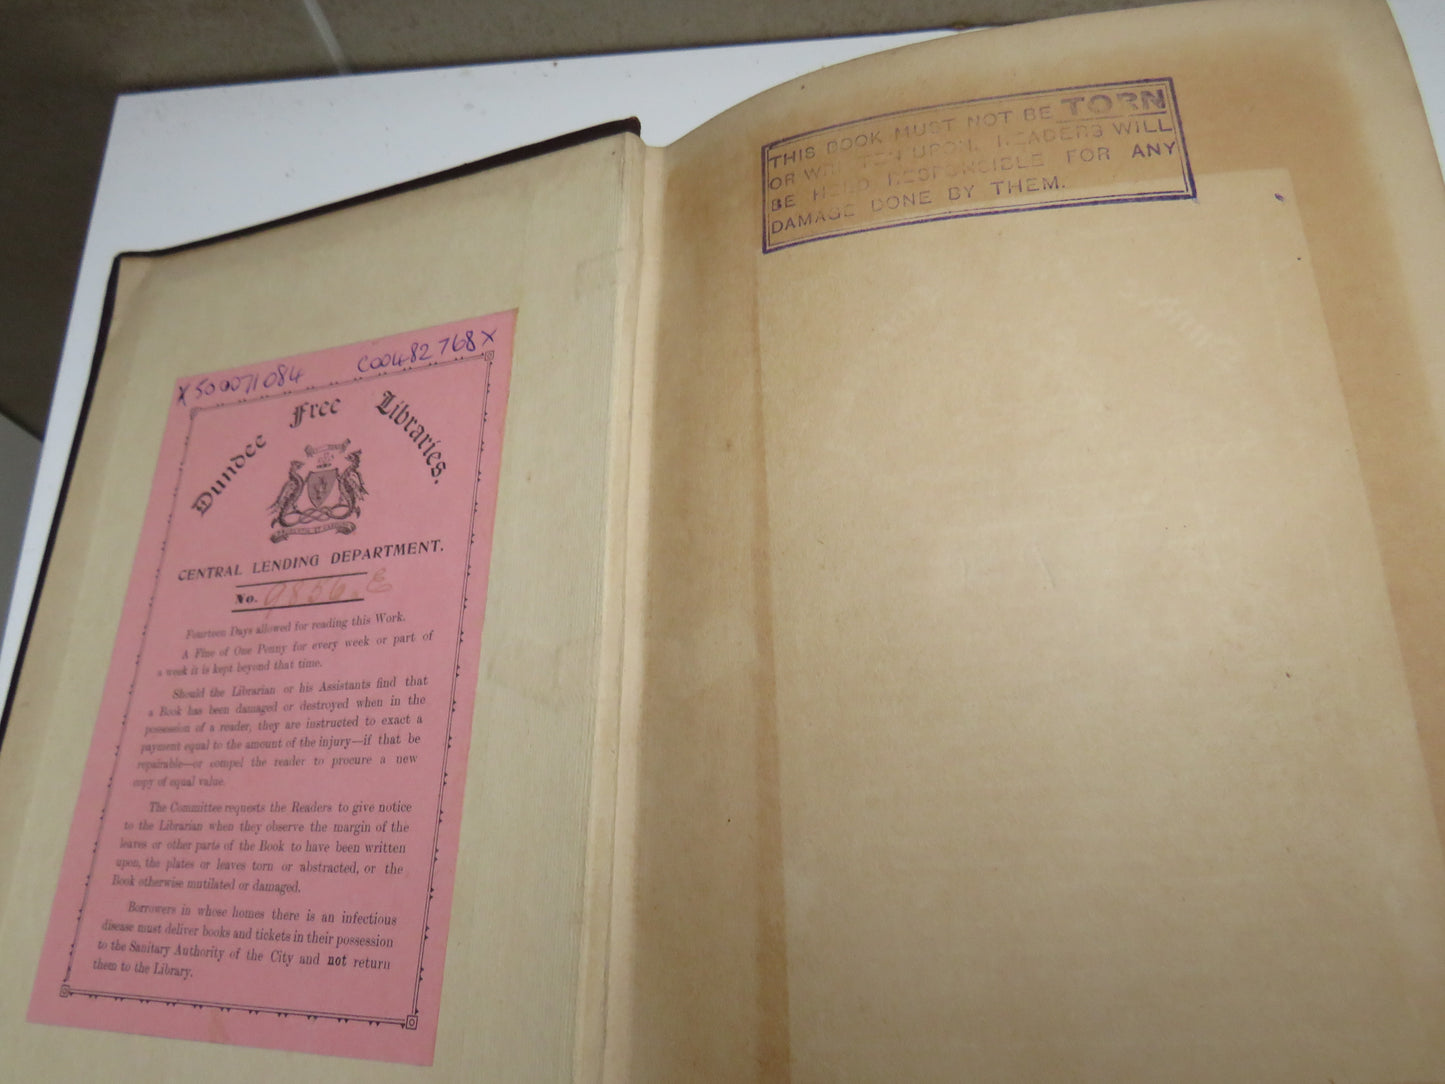 X500071084 C00482768X
Dundee Free Libraries.
CENTRAL LENDING DEPARTMENT.
No. 9856.E
Fourteen Days allowed for reading this Work.
A Fine of One Penny for every week or part of
a week it is kept beyond that time.
Should the Librarian or his Assistants find that
a Book has been damaged or destroyed when in the
possession of a reader, they are instructed to exact a
payment equal to the amount of the injury—if that be
repairable—or compel the reader to procure a new
copy of equal value.
The Committee requests the Readers to give notice
to the Librarian when they observe the margin of the
leaves or other parts of the Book to have been written
upon, the plates or leaves torn or abstracted, or the
Book otherwise mutilated or damaged.
Borrowers in whose homes there is an infectious
disease must deliver books and tickets in their possession
to the Sanitary Authority of the City and not return
them to the Library.
THIS BOOK MUST NOT BE TORN
OR WRITTEN UPON. READERS WILL
BE HELD RESPONSIBLE FOR ANY
DAMAGE DONE BY THEM.